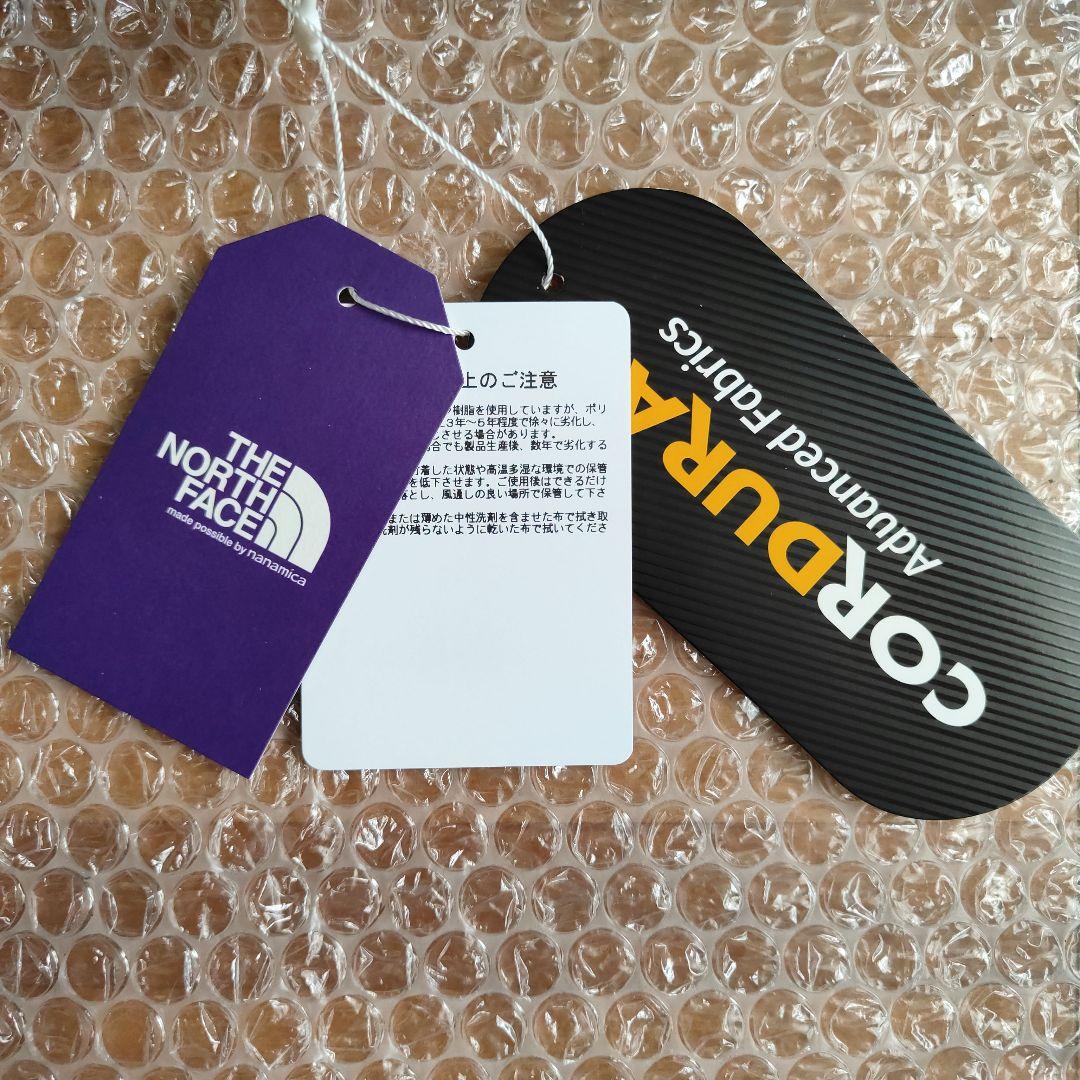 THE
NORTH
FACE
made possible by nanamica
上のご注意
樹脂を使用していますが、ポリ
3年～5年程度で徐々に劣化し、
させる場合があります。
場合でも製品生産後、数年で劣化する
着した状態や高温多湿な環境での保管
を低下させます。ご使用後はできるだけ
とし、風通しの良い場所で保管して下さ
または薄めた中性洗剤を含ませた布で拭き取
洗剤が残らないように乾いた布で拭いてくださ
CORDURA
Advanced Fabrics